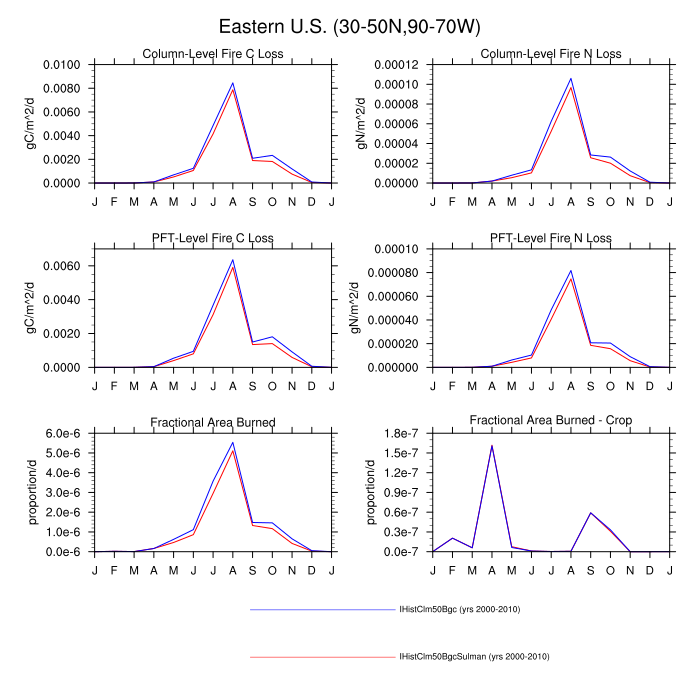 Eastern U.S. (30-50N,90-70W)
Column-Level Fire C Loss
Column-Level Fire N Loss
0.0100
0.0080
0.0060
0.0040
0.0020
0.0000
gC/m^2/d
J F M A M J J A S O N D J
0.00012
0.00010
0.00008
0.00006
0.00004
0.00002
0.00000
gN/m^2/d
J F M A M J J A S O N D J
PFT-Level Fire C Loss
PFT-Level Fire N Loss
0.0060
0.0040
0.0020
0.0000
gC/m^2/d
J F M A M J J A S O N D J
0.00010
0.000080
0.000060
0.000040
0.000020
0.000000
gN/m^2/d
J F M A M J J A S O N D J
Fractional Area Burned
Fractional Area Burned - Crop
6.0e-6
5.0e-6
4.0e-6
3.0e-6
2.0e-6
1.0e-6
0.0e-6
proportion/d
J F M A M J J A S O N D J
1.8e-7
1.5e-7
1.2e-7
0.9e-7
0.6e-7
0.3e-7
0.0e-7
proportion/d
J F M A M J J A S O N D J
IHistClm50Bgc (yrs 2000-2010)
IHistClm50BgcSulman (yrs 2000-2010)